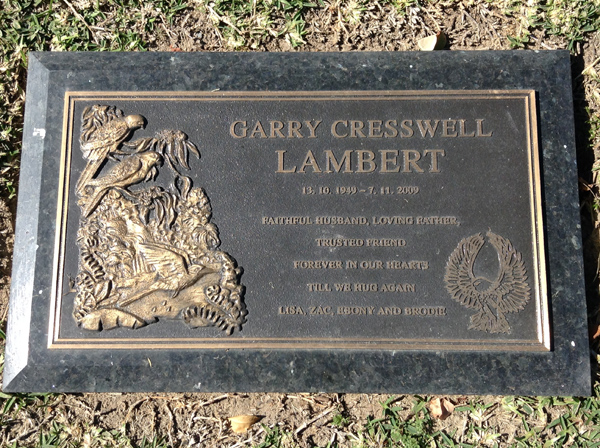 GARRY CRESSWELL
LAMBERT
13. 10. 1949 – 7. 11. 2009
FAITHFUL HUSBAND, LOVING FATHER,
TRUSTED FRIEND
FOREVER IN OUR HEARTS
TILL WE HUG AGAIN
LISA, ZAC, EBONY AND BRODIE